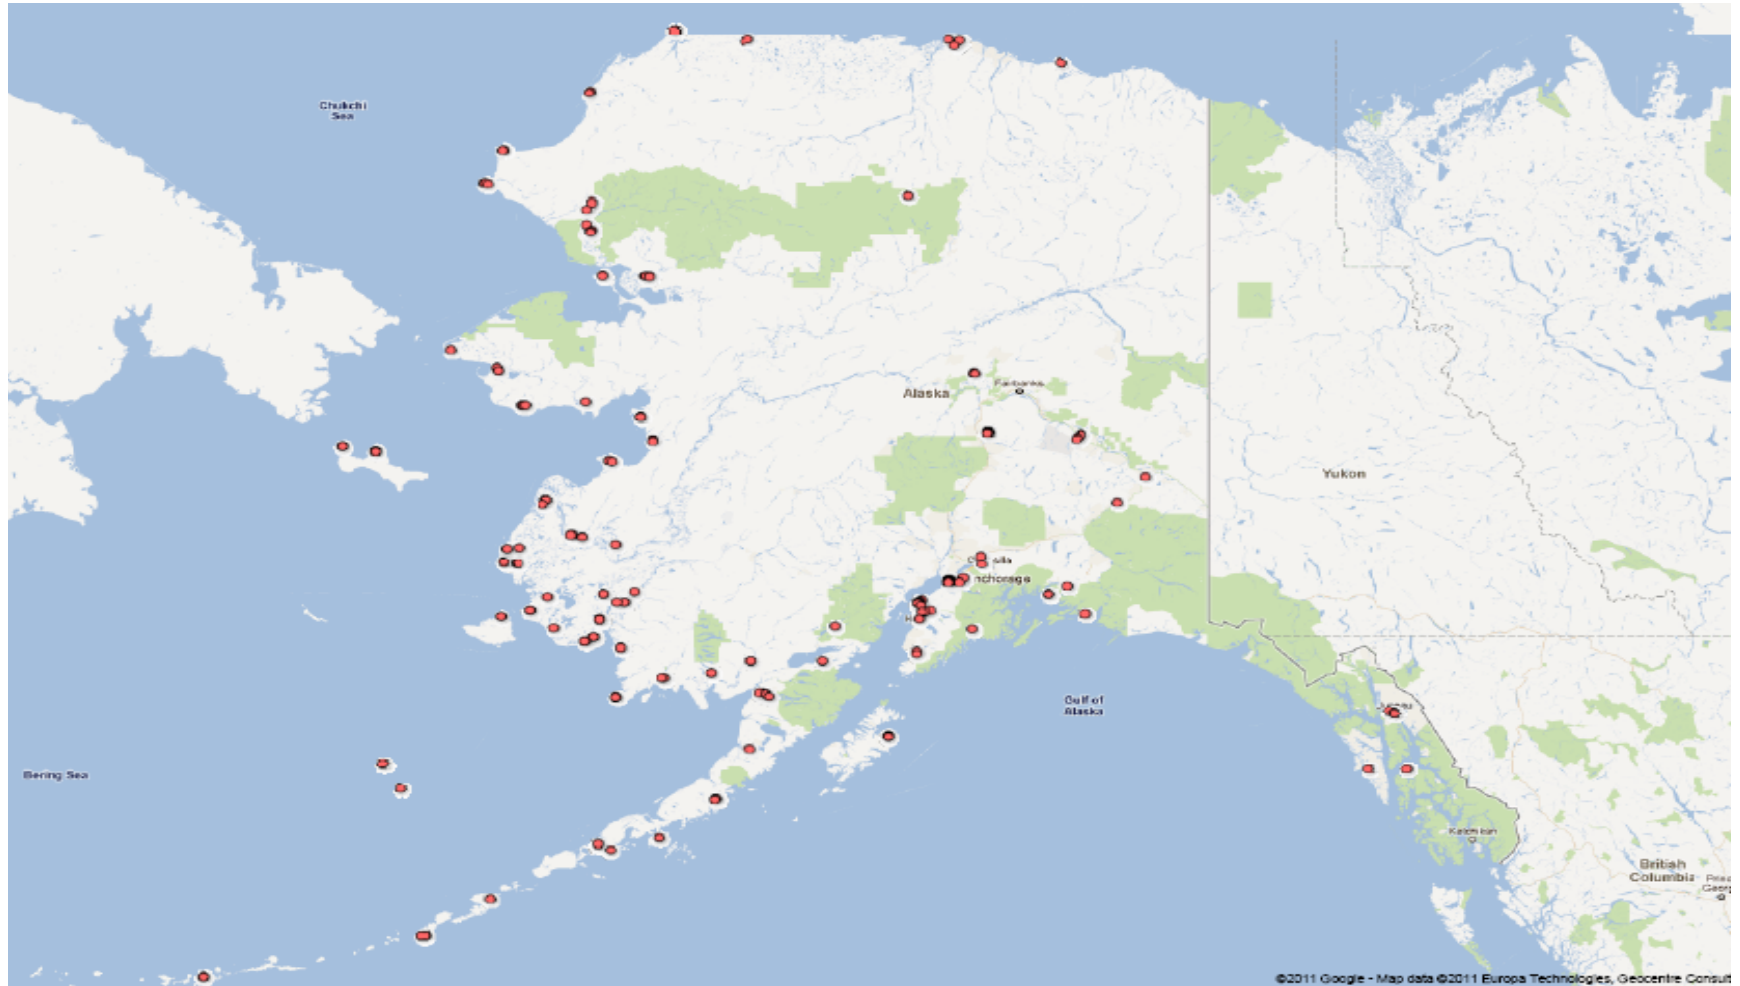 Chukchi
Sea
Fairbanks
Alaska
Yukon
nchorage
Gulf of
Alaska
Bering Sea
Ketchikan
British
Columbia
©2011 Google - Map data ©2011 Europa Technologies, Geocentre Consult